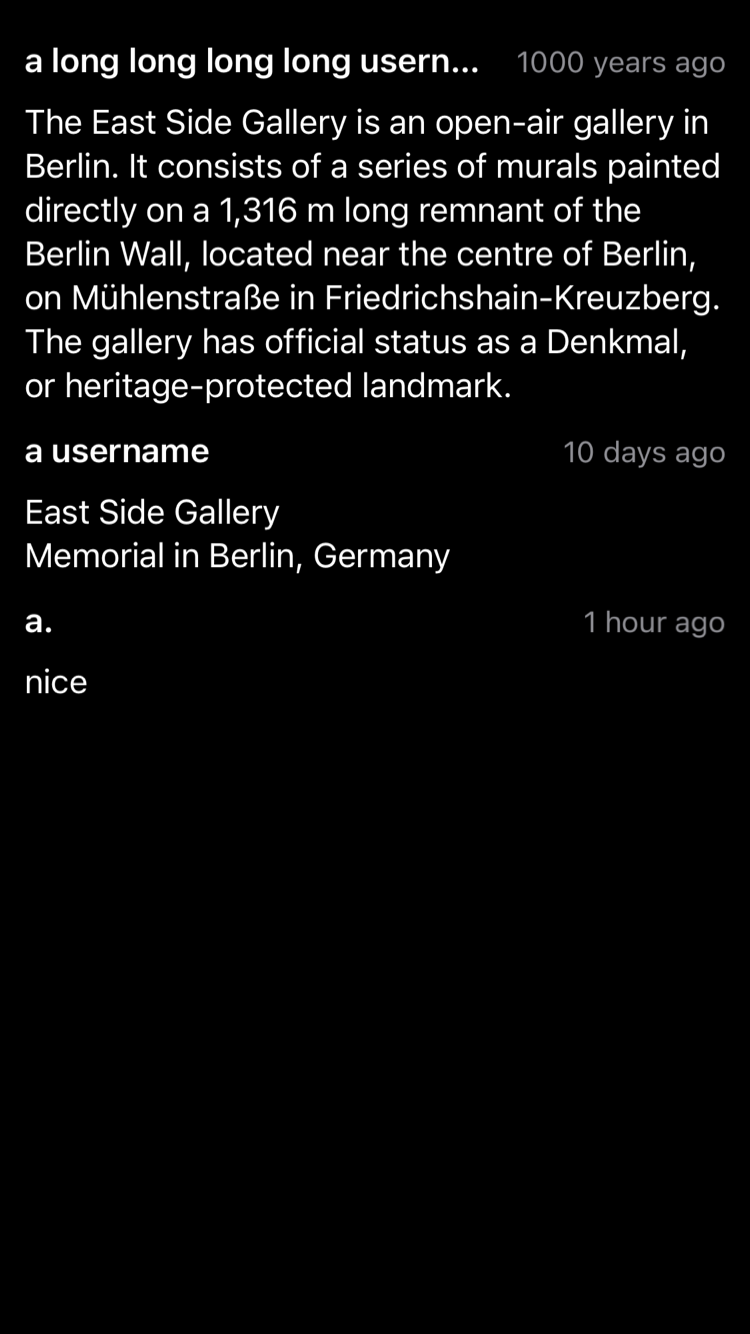 a long long long long usern...
1000 years ago
The East Side Gallery is an open-air gallery in
Berlin. It consists of a series of murals painted
directly on a 1,316 m long remnant of the
Berlin Wall, located near the centre of Berlin,
on Mühlenstraße in Friedrichshain-Kreuzberg.
The gallery has official status as a Denkmal,
or heritage-protected landmark.
a username
10 days ago
East Side Gallery
Memorial in Berlin, Germany
a.
1 hour ago
nice